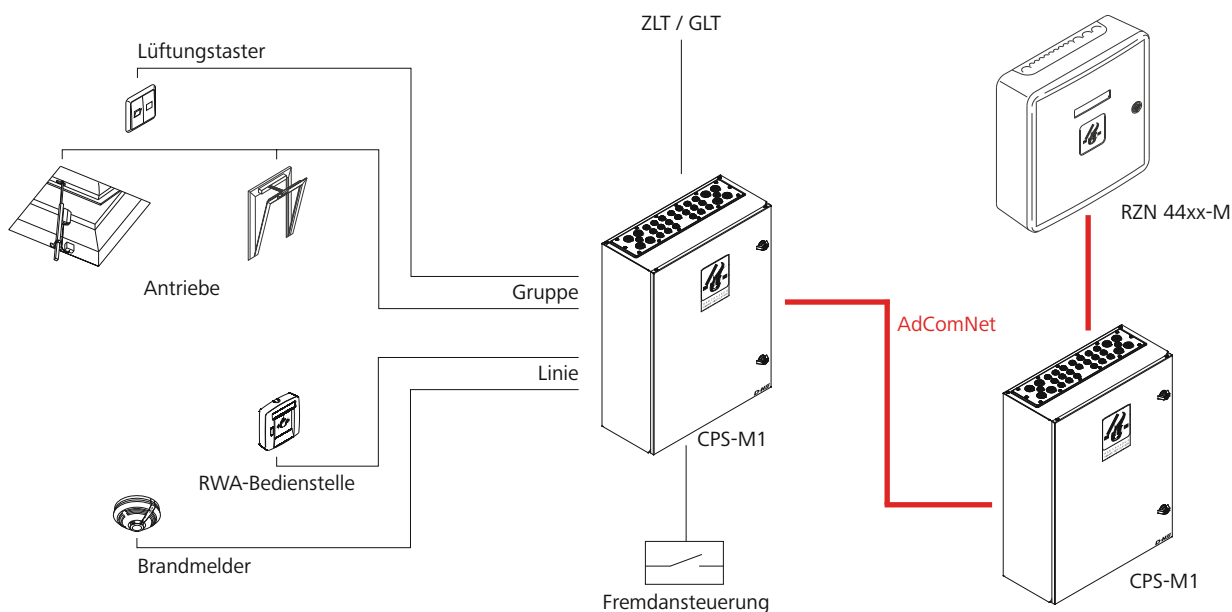 ZLT / GLT
Lüftungstaster
RZN 44xx-M
Antriebe
Gruppe
AdComNet
Linie
CPS-M1
RWA-Bedienstelle
Brandmelder
CPS-M1
Fremdansteuerung